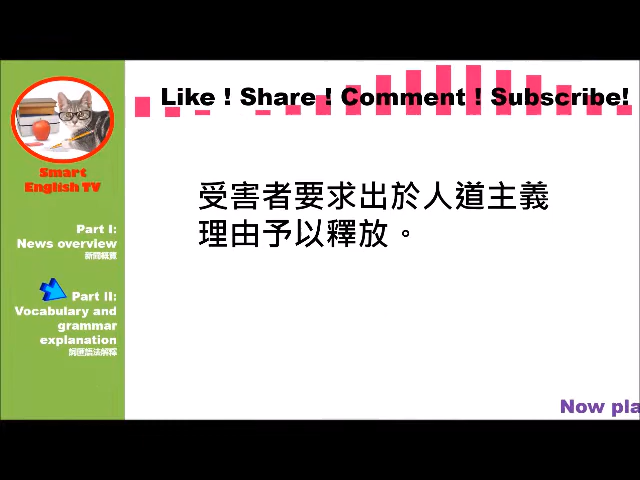 Like ! Share ! Comment ! Subscribe!
Smart
English TV
受害者要求出於人道主義
理由予以釋放。
Part I:
News overview
新聞概覽
Part II:
Vocabulary and
grammar
explanation
詞匯語法解釋
Now pla